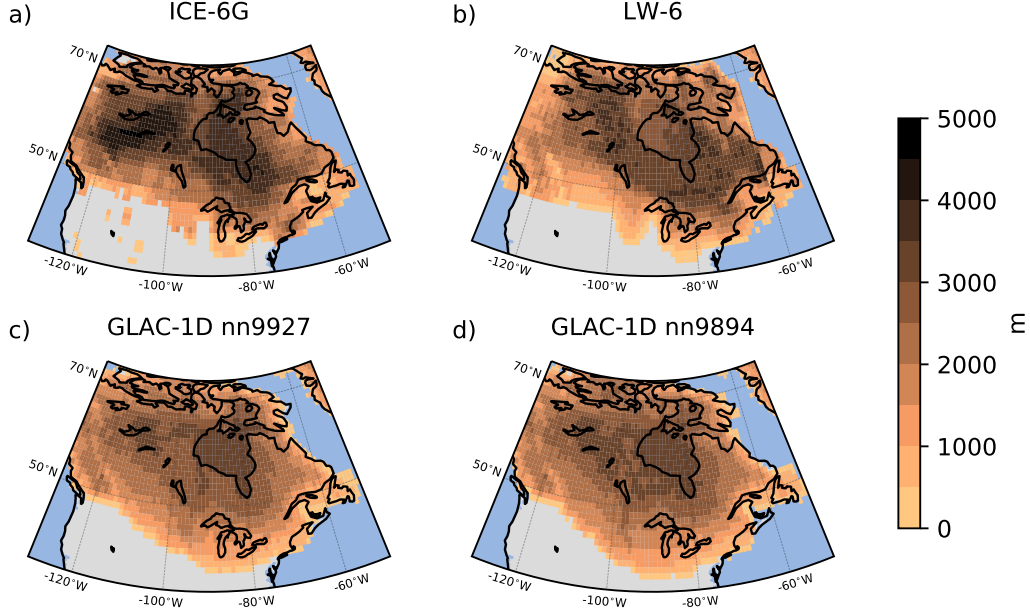 a) ICE-6G
70°N
50°N
-120°W
-100°W
-80°W
-60°W
b) LW-6
70°N
50°N
-120°W
-100°W
-80°W
-60°W
c) GLAC-1D nn9927
70°N
50°N
-120°W
-100°W
-80°W
-60°W
d) GLAC-1D nn9894
70°N
50°N
-120°W
-100°W
-80°W
-60°W
5000
4000
3000
2000
1000
0
m